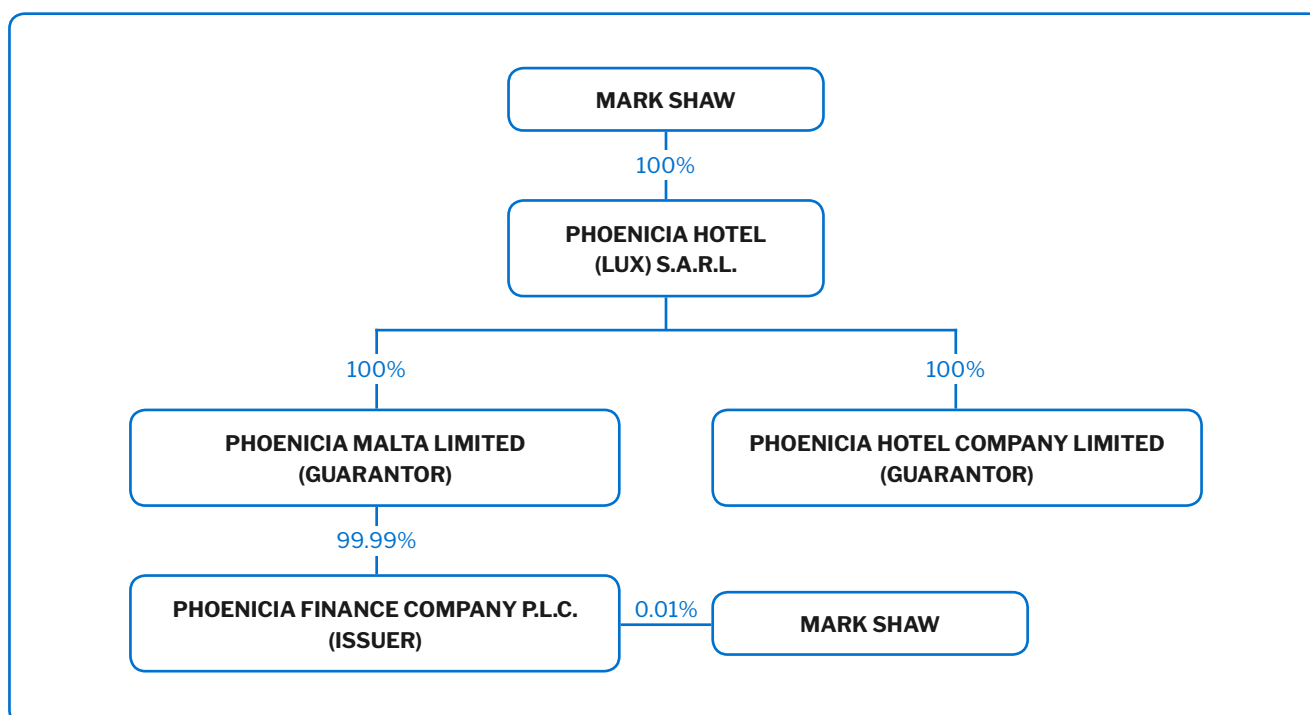 MARK SHAW
100%
PHOENICIA HOTEL
(LUX) S.A.R.L.
100%
100%
PHOENICIA MALTA LIMITED
(GUARANTOR)
PHOENICIA HOTEL COMPANY LIMITED
(GUARANTOR)
99.99%
PHOENICIA FINANCE COMPANY P.L.C.
(ISSUER)
0.01%
MARK SHAW